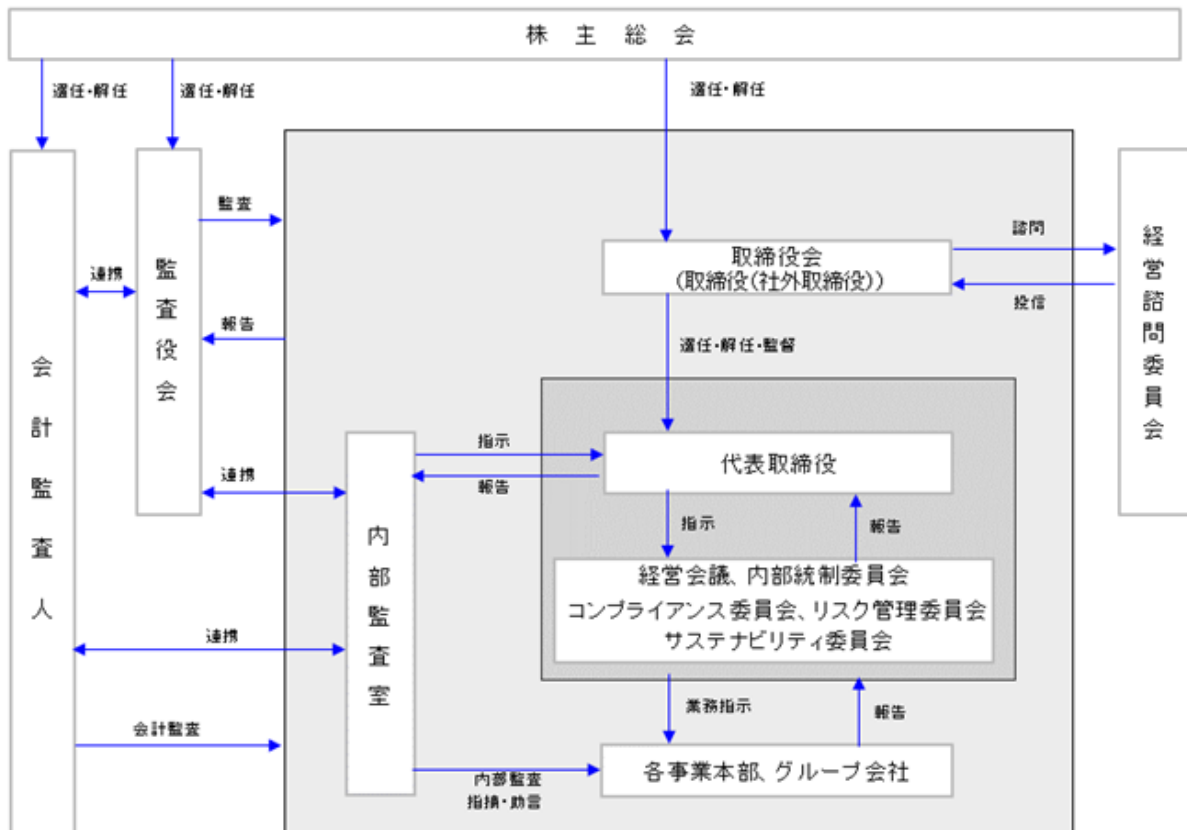 株主総会
選任・解任
選任・解任
選任・解任
監査
諮問
取締役会
(取締役(社外取締役))
連携
投信
報告
選任・解任・監督
監査役会
経営諮問委員会
会計監査人
指示
代表取締役
連携
報告
指示
報告
内部監査室
経営会議、内部統制委員会
コンプライアンス委員会、リスク管理委員会
サステナビリティ委員会
連携
業務指示
報告
会計監査
各事業本部、グループ会社
内部監査
指摘・助言